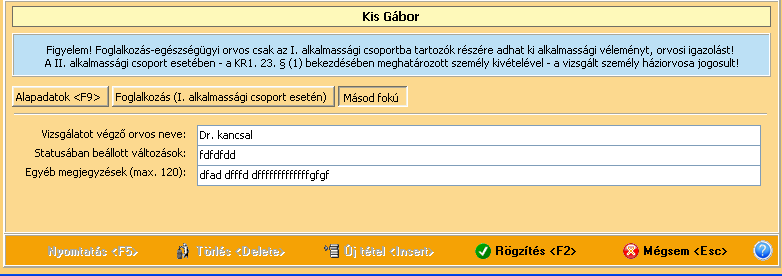 Kis Gábor
Figyelem! Foglalkozás-egészségügyi orvos csak az I. alkalmassági csoportba tartozók részére adhat ki alkalmassági véleményt, orvosi igazolást!
A II. alkalmassági csoport esetében - a KR1. 23. § (1) bekezdésében meghatározott személy kivételével - a vizsgált személy háziorvosa jogosult!
Alapadatok <F9> Foglalkozás (I. alkalmassági csoport esetén) Másod fokú
Vizsgálatot végző orvos neve: Dr. kancsal
Statusában beállott változások: fdfdfdd
Egyéb megjegyzések (max. 120): dfad dfffd dfffffffffffffgfgf
Nyomtatás <F5> Törlés <Delete> Új tétel <Insert> Rögzítés <F2> Mégsem <Esc> ?